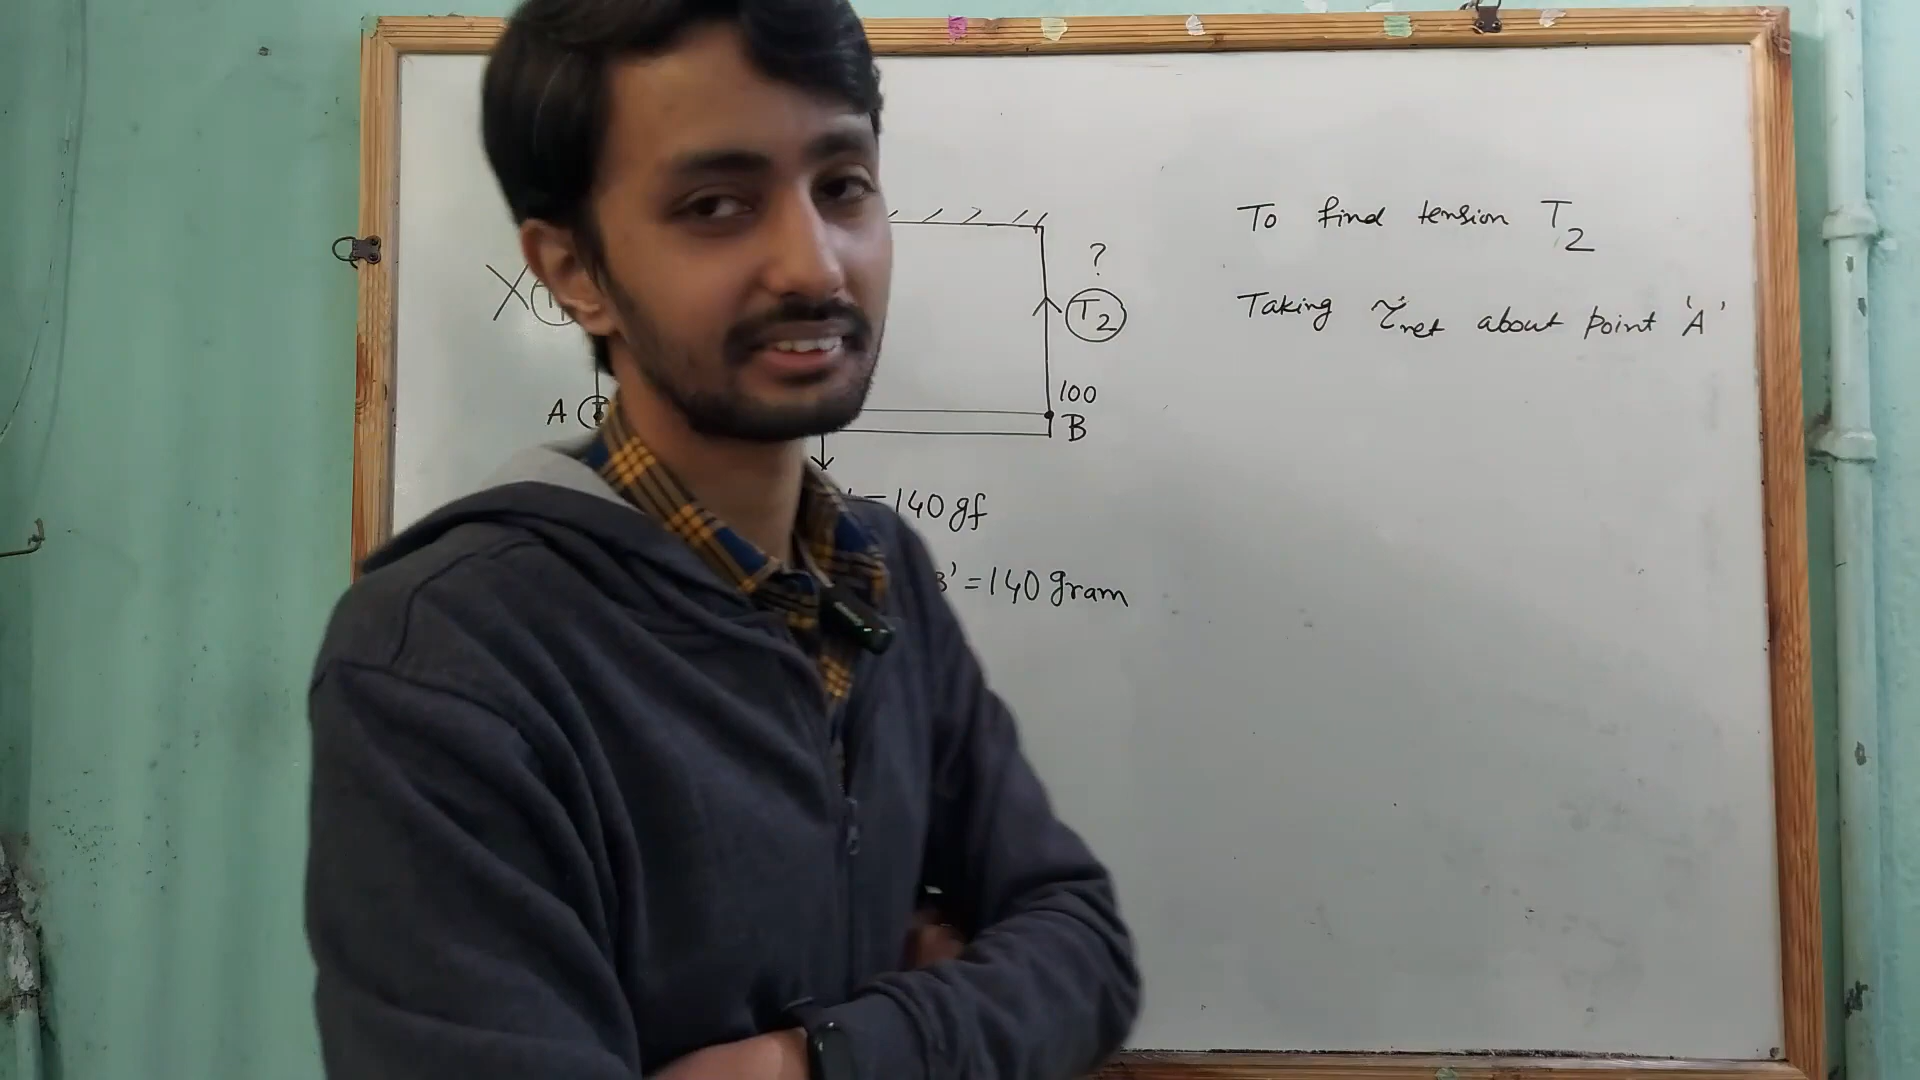 To find tension T2
?
X
T2
Taking τnet about point 'A'
100
A
B
= 140 gf
B' = 140 gram